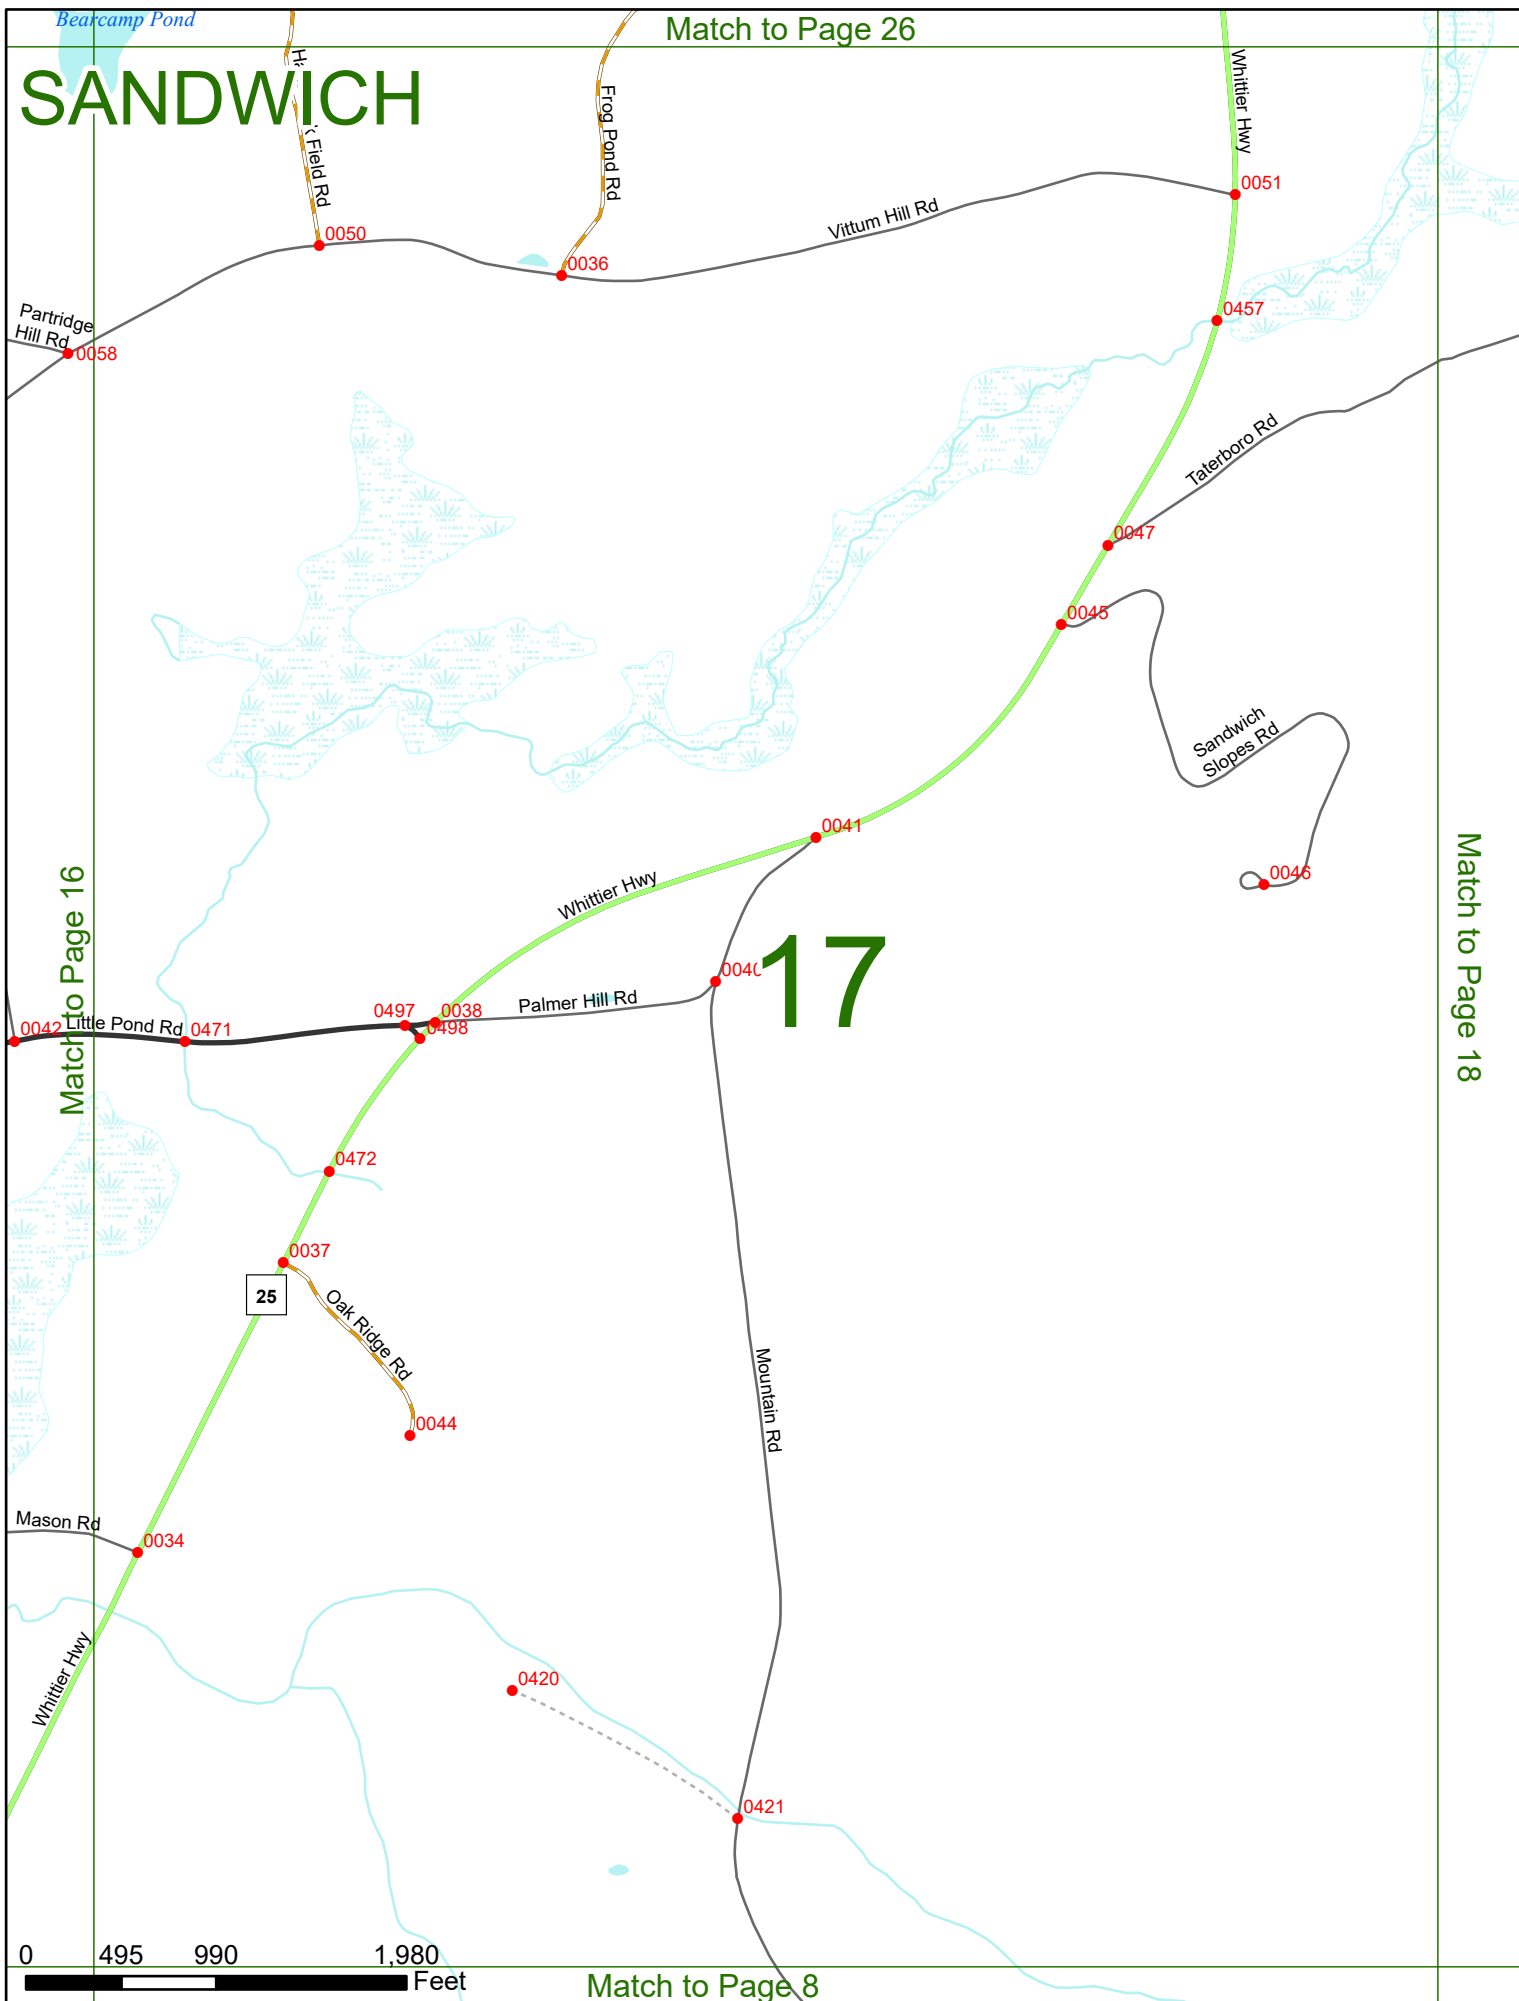 Bearcamp Pond
Match to Page 26
SANDWICH
Field Rd
Frog Pond Rd
Whittier Hwy
0051
Vittum Hill Rd
0050
0036
0457
Partridge
Hill Rd
0058
Taterboro Rd
0047
0045
Sandwich
Slopes Rd
0041
Match to Page 16
Match to Page 18
0046
Whittier Hwy
17
0040
Palmer Hill Rd
0497
0038
0498
0042
Little Pond Rd
0471
0472
0037
25
Oak Ridge Rd
0044
Mountain Rd
Mason Rd
0034
Whittier Hwy
0420
0421
0 495 990 1,980
Feet
Match to Page 8